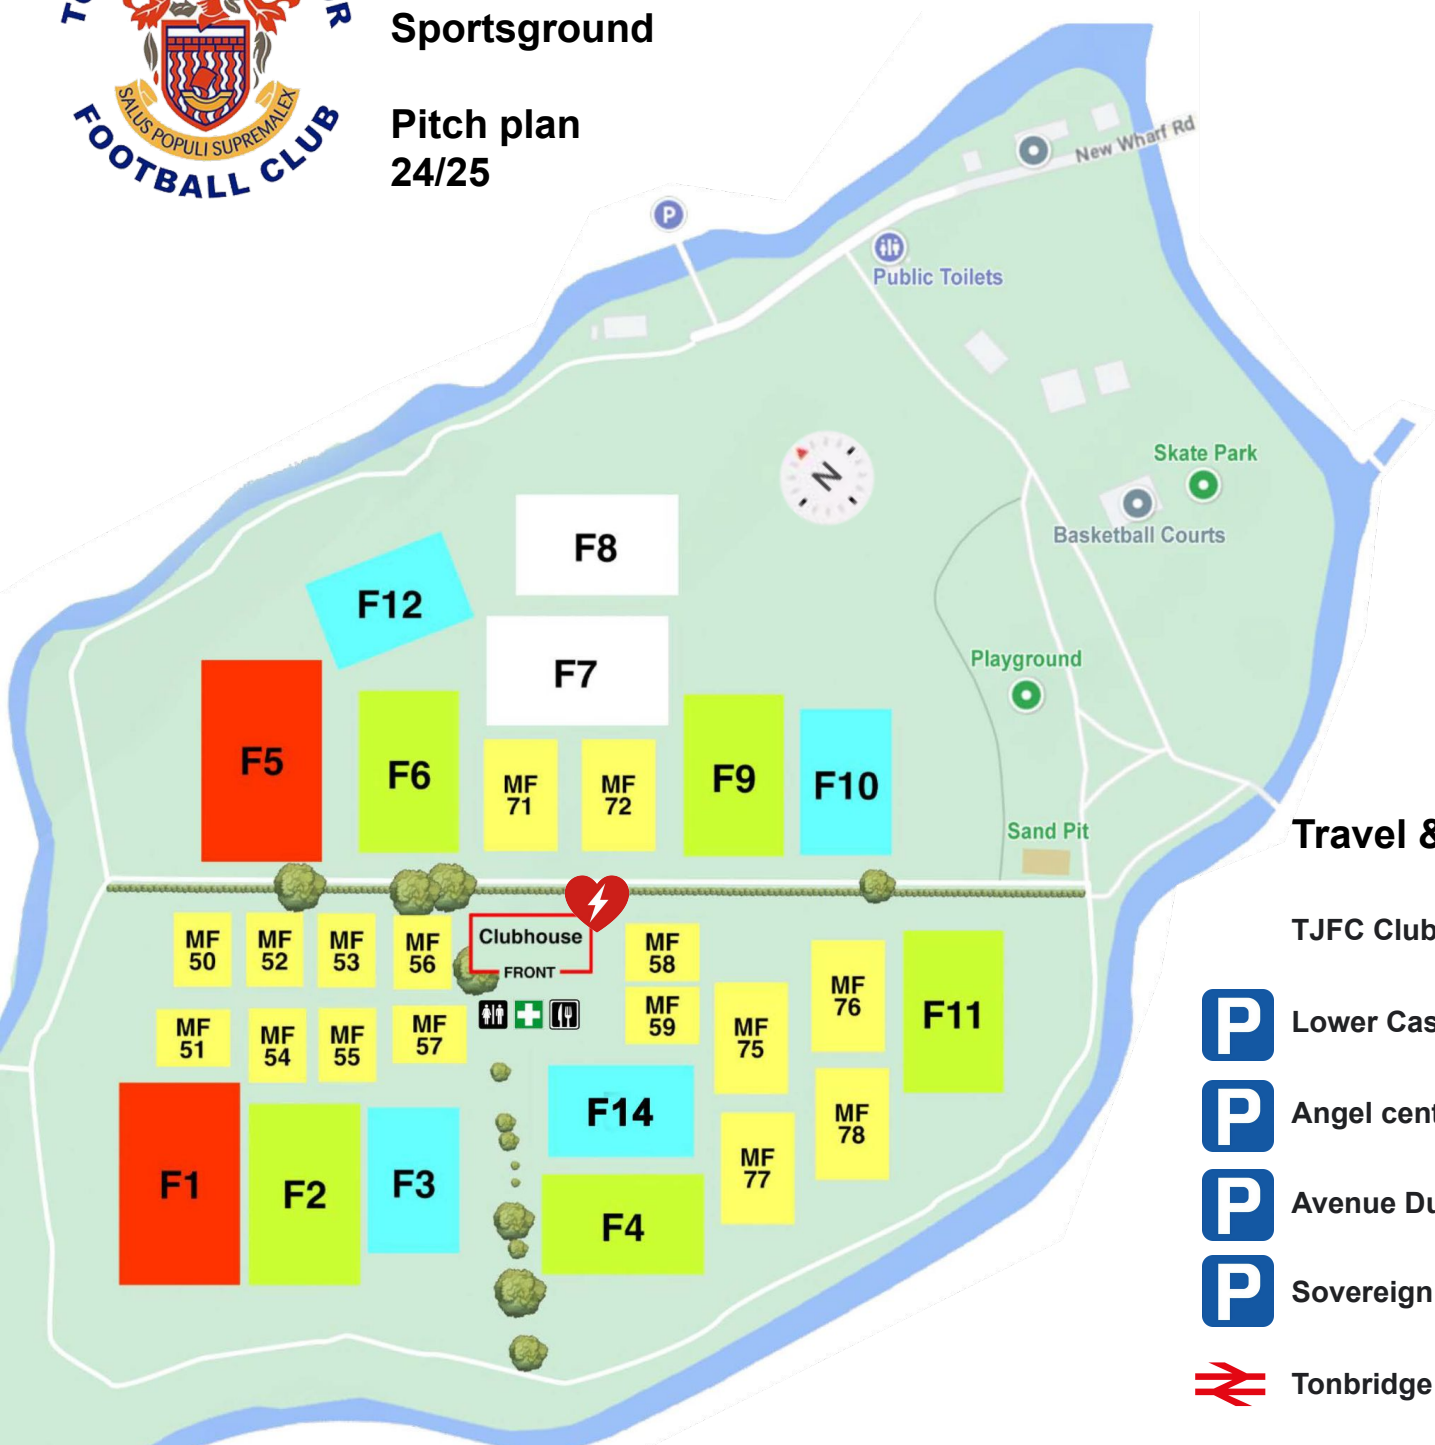 FOOTBALL CLUB
SALUS POPULI SUPREMALEX
Sportsground
Pitch plan
24/25
New Wharf Rd
P
Public Toilets
Skate Park
Basketball Courts
N
F8
F12
F7
Playground
F5
F6
MF
71
MF
72
F9
F10
Sand Pit
Travel &
MF
50
MF
52
MF
53
MF
56
Clubhouse
FRONT
MF
58
MF
59
MF
76
F11
TJFC Club
MF
51
MF
54
MF
55
MF
57
MF
75
P
Lower Cas
F14
MF
78
P
Angel cent
F1
F2
F3
F4
MF
77
P
Avenue Du
P
Sovereign
Tonbridge